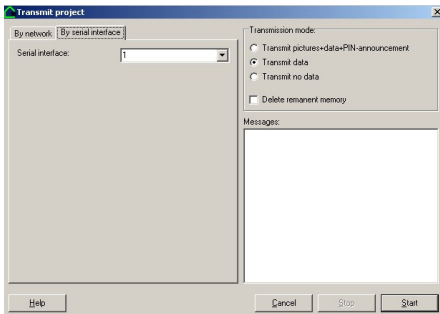 Transmit project
By network
By serial interface
Serial interface:
1
Transmission mode:
Transmit pictures+data+PIN-announcement
Transmit data
Transmit no data
Delete remanent memory
Messages:
Help
Cancel
Stop
Start